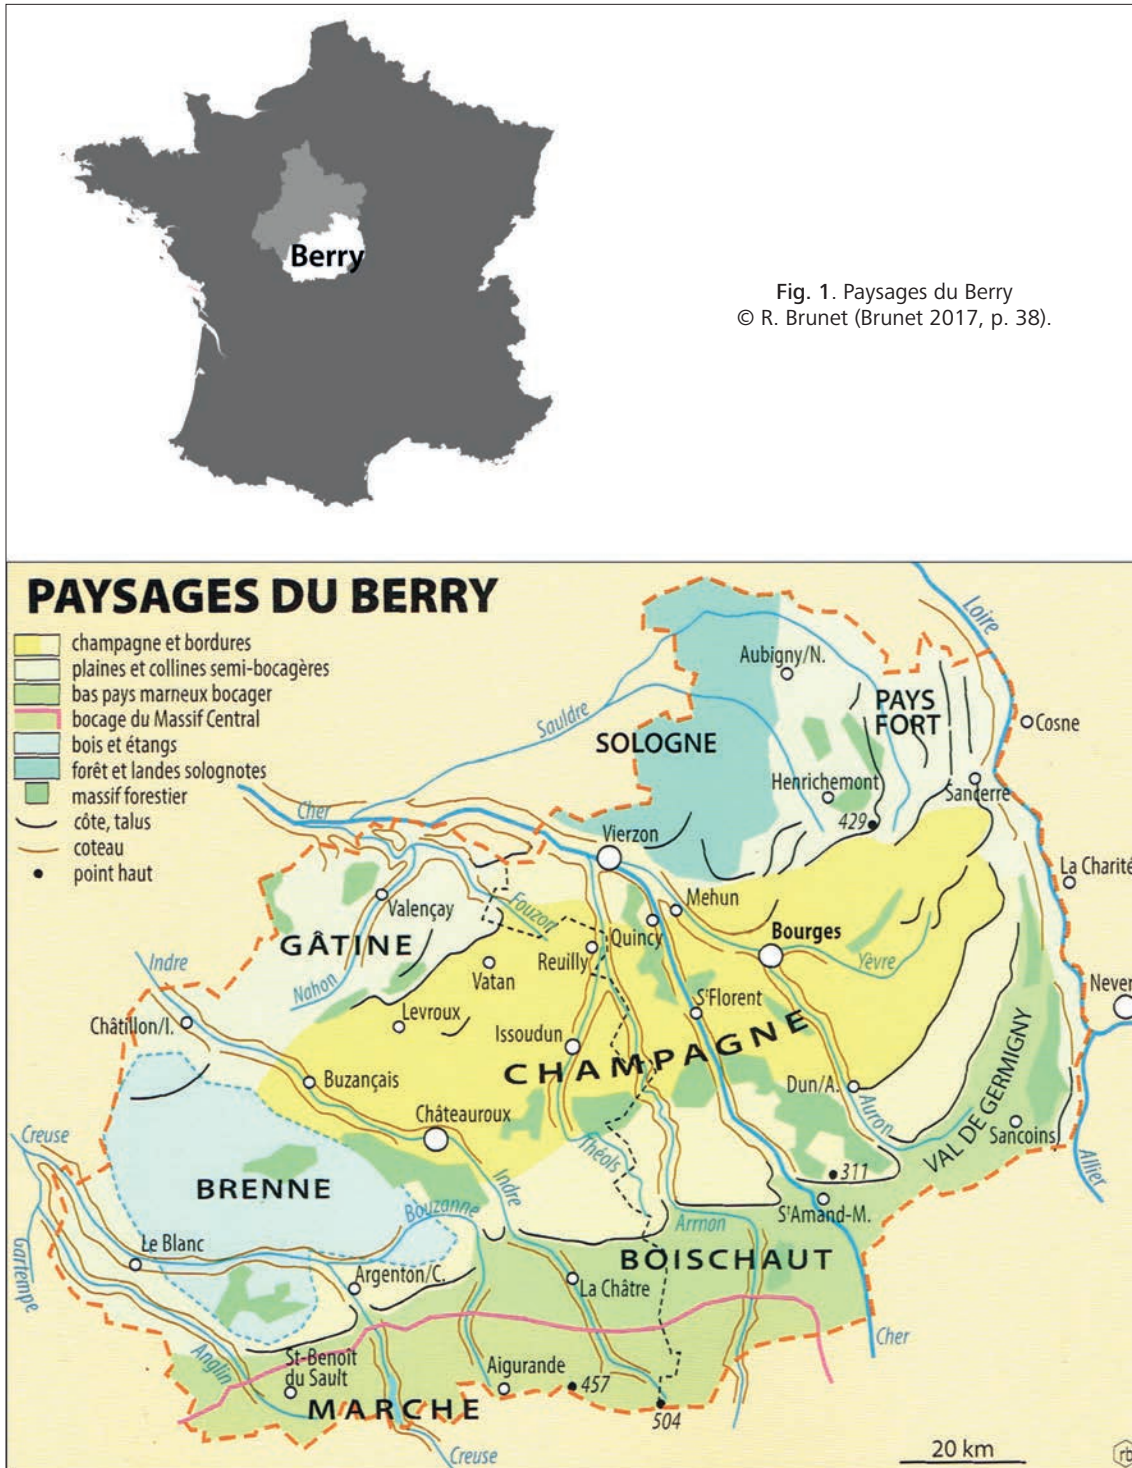 Berry
Fig. 1. Paysages du Berry
© R. Brunet (Brunet 2017, p. 38).
PAYSAGES DU BERRY
champagne et bordures
plaines et collines semi-bocagères
bas pays marneux bocager
bocage du Massif Central
bois et étangs
forêt et landes solognotes
massif forestier
côte, talus
coteau
point haut
Loire
Aubigny/N.
PAYS
FORT
Cosne
Sauldre
SOLOGNE
Henrichemont
Sancerre
429
Cher
Vierzon
La Charité
Mehun
Valençay
Fouzon
Quincy
Bourges
GÂTINE
Reuilly
Yèvre
Indre
Vatan
Nahon
Never
Levroux
S'Florent
Châtillon/I.
Issoudun
CHAMPAGNE
Buzançais
Dun/A.
Châteauroux
Auron
VAL DE GERMIGNY
Sancoins
Creuse
Théols
Allier
BRENNE
Indre
311
Bouzanne
S'Amand-M.
Arnon
Gartempe
Le Blanc
BOISCHAUT
Argenton/C.
La Châtre
Cher
Anglin
St-Benoît
du Sault
Aigurande
457
MARCHE
504
Creuse
20 km
rb